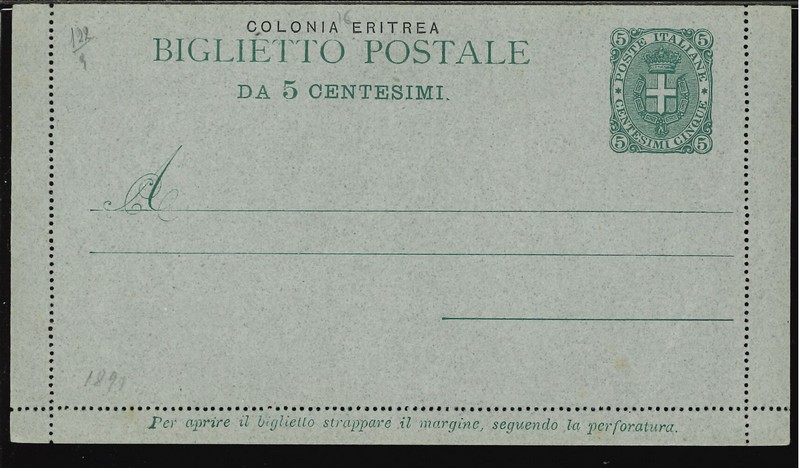 COLONIA ERITREA
BIGLIETTO POSTALE
DA 5 CENTESIMI.
5 5
POSTE ITALIANE
CENTESIMI CINQUE
5 5
A
Per aprire il biglietto strappare il margine, seguendo la perforatura.